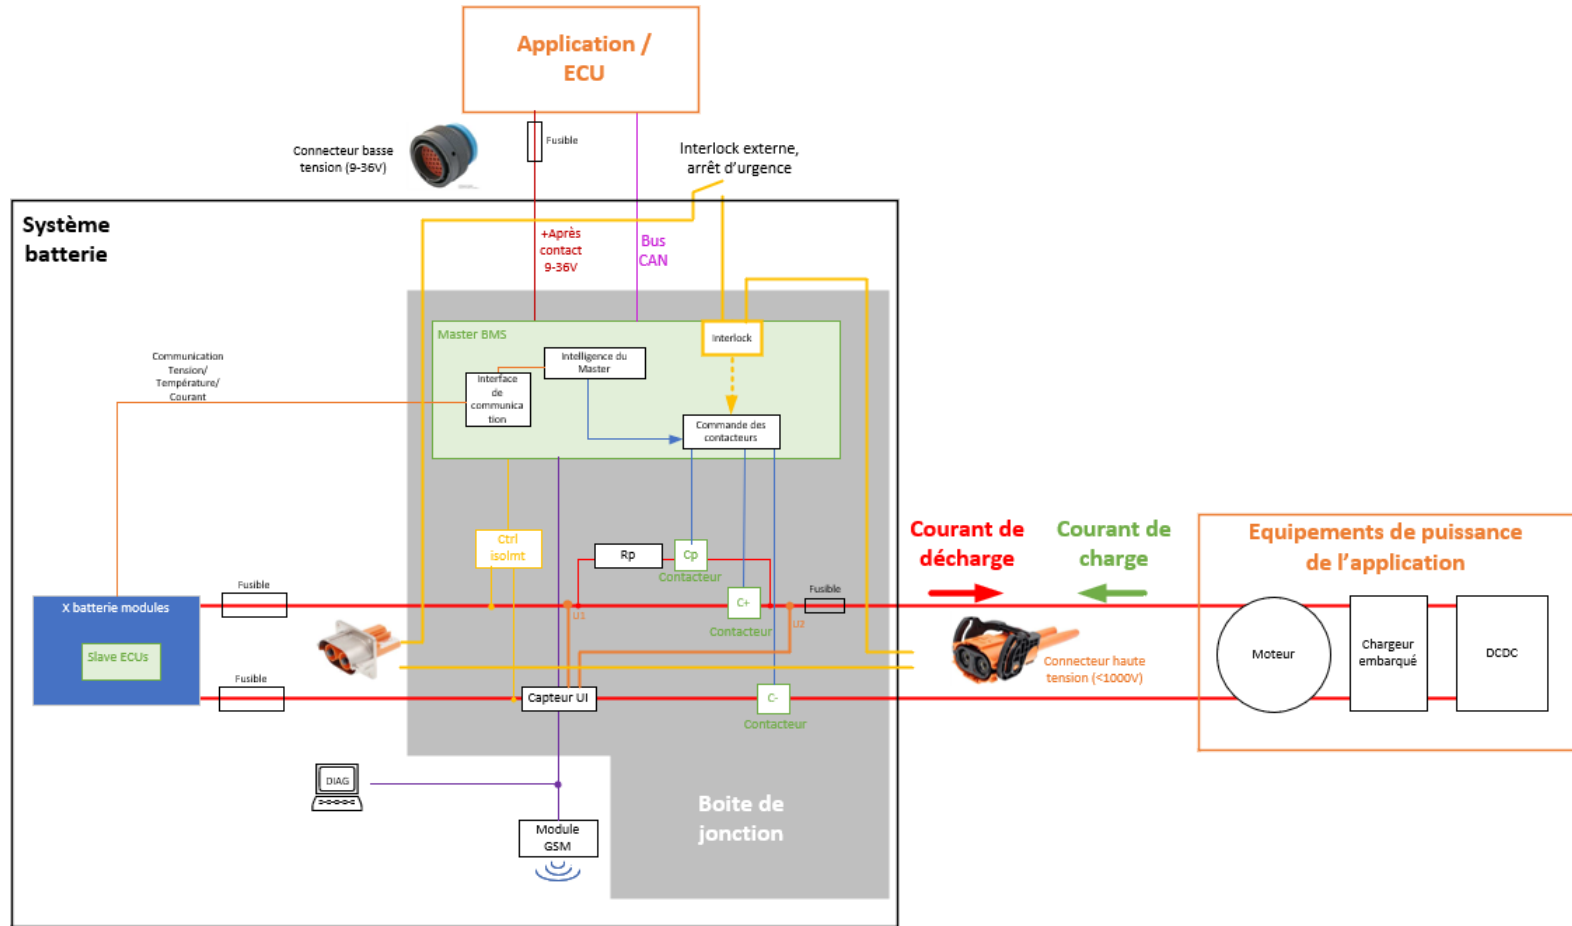 Application /
ECU
Fusible
Connecteur basse
tension (9-36V)
Interlock externe,
arrêt d'urgence
Système
batterie
+Après
contact
9-36V
Bus
CAN
Master BMS
Interlock
Intelligence du
Master
Interface
de
communica
tion
Commande des
contacteurs
Communication
Tension/
Température/
Courant
Ctrl
isolmt
Rp
Cp
Contacteur
Courant de
décharge
Courant de
charge
Equipements de puissance
de l'application
Fusible
X batterie modules
Slave ECUs
U1
C+
Contacteur
Fusible
U2
Connecteur haute
tension (<1000V)
Moteur
Chargeur
embarqué
DCDC
Fusible
Capteur UI
C-
Contacteur
DIAG
Module
GSM
Boite de
jonction